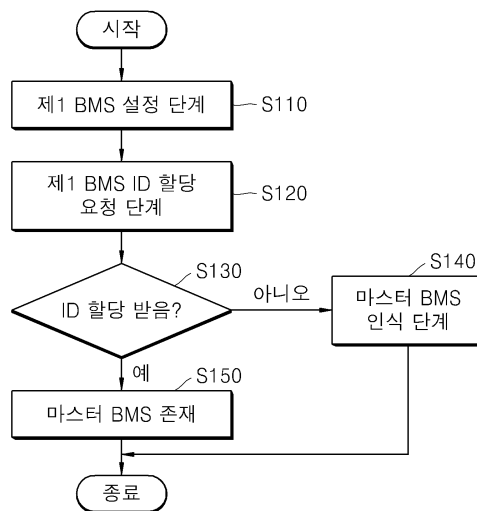 시작
제1 BMS 설정 단계
S110
제1 BMS ID 할당
요청 단계
S120
S130
ID 할당 받음?
아니오
S140
마스터 BMS
인식 단계
예
S150
마스터 BMS 존재
종료